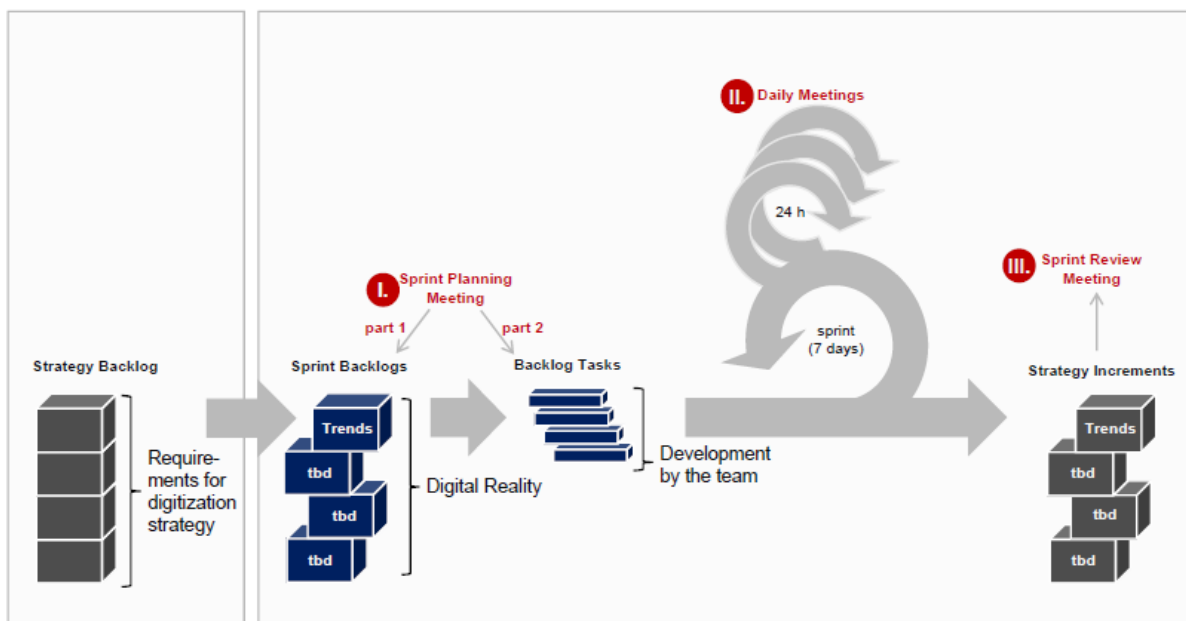 II. Daily Meetings
24 h
III. Sprint Review
Meeting
I. Sprint Planning
Meeting
part 1
part 2
sprint
(7 days)
Strategy Backlog
Sprint Backlogs
Backlog Tasks
Strategy Increments
Trends
tbd
tbd
tbd
Require-
ments for
digitization
strategy
Digital Reality
Development
by the team
Trends
tbd
tbd
tbd